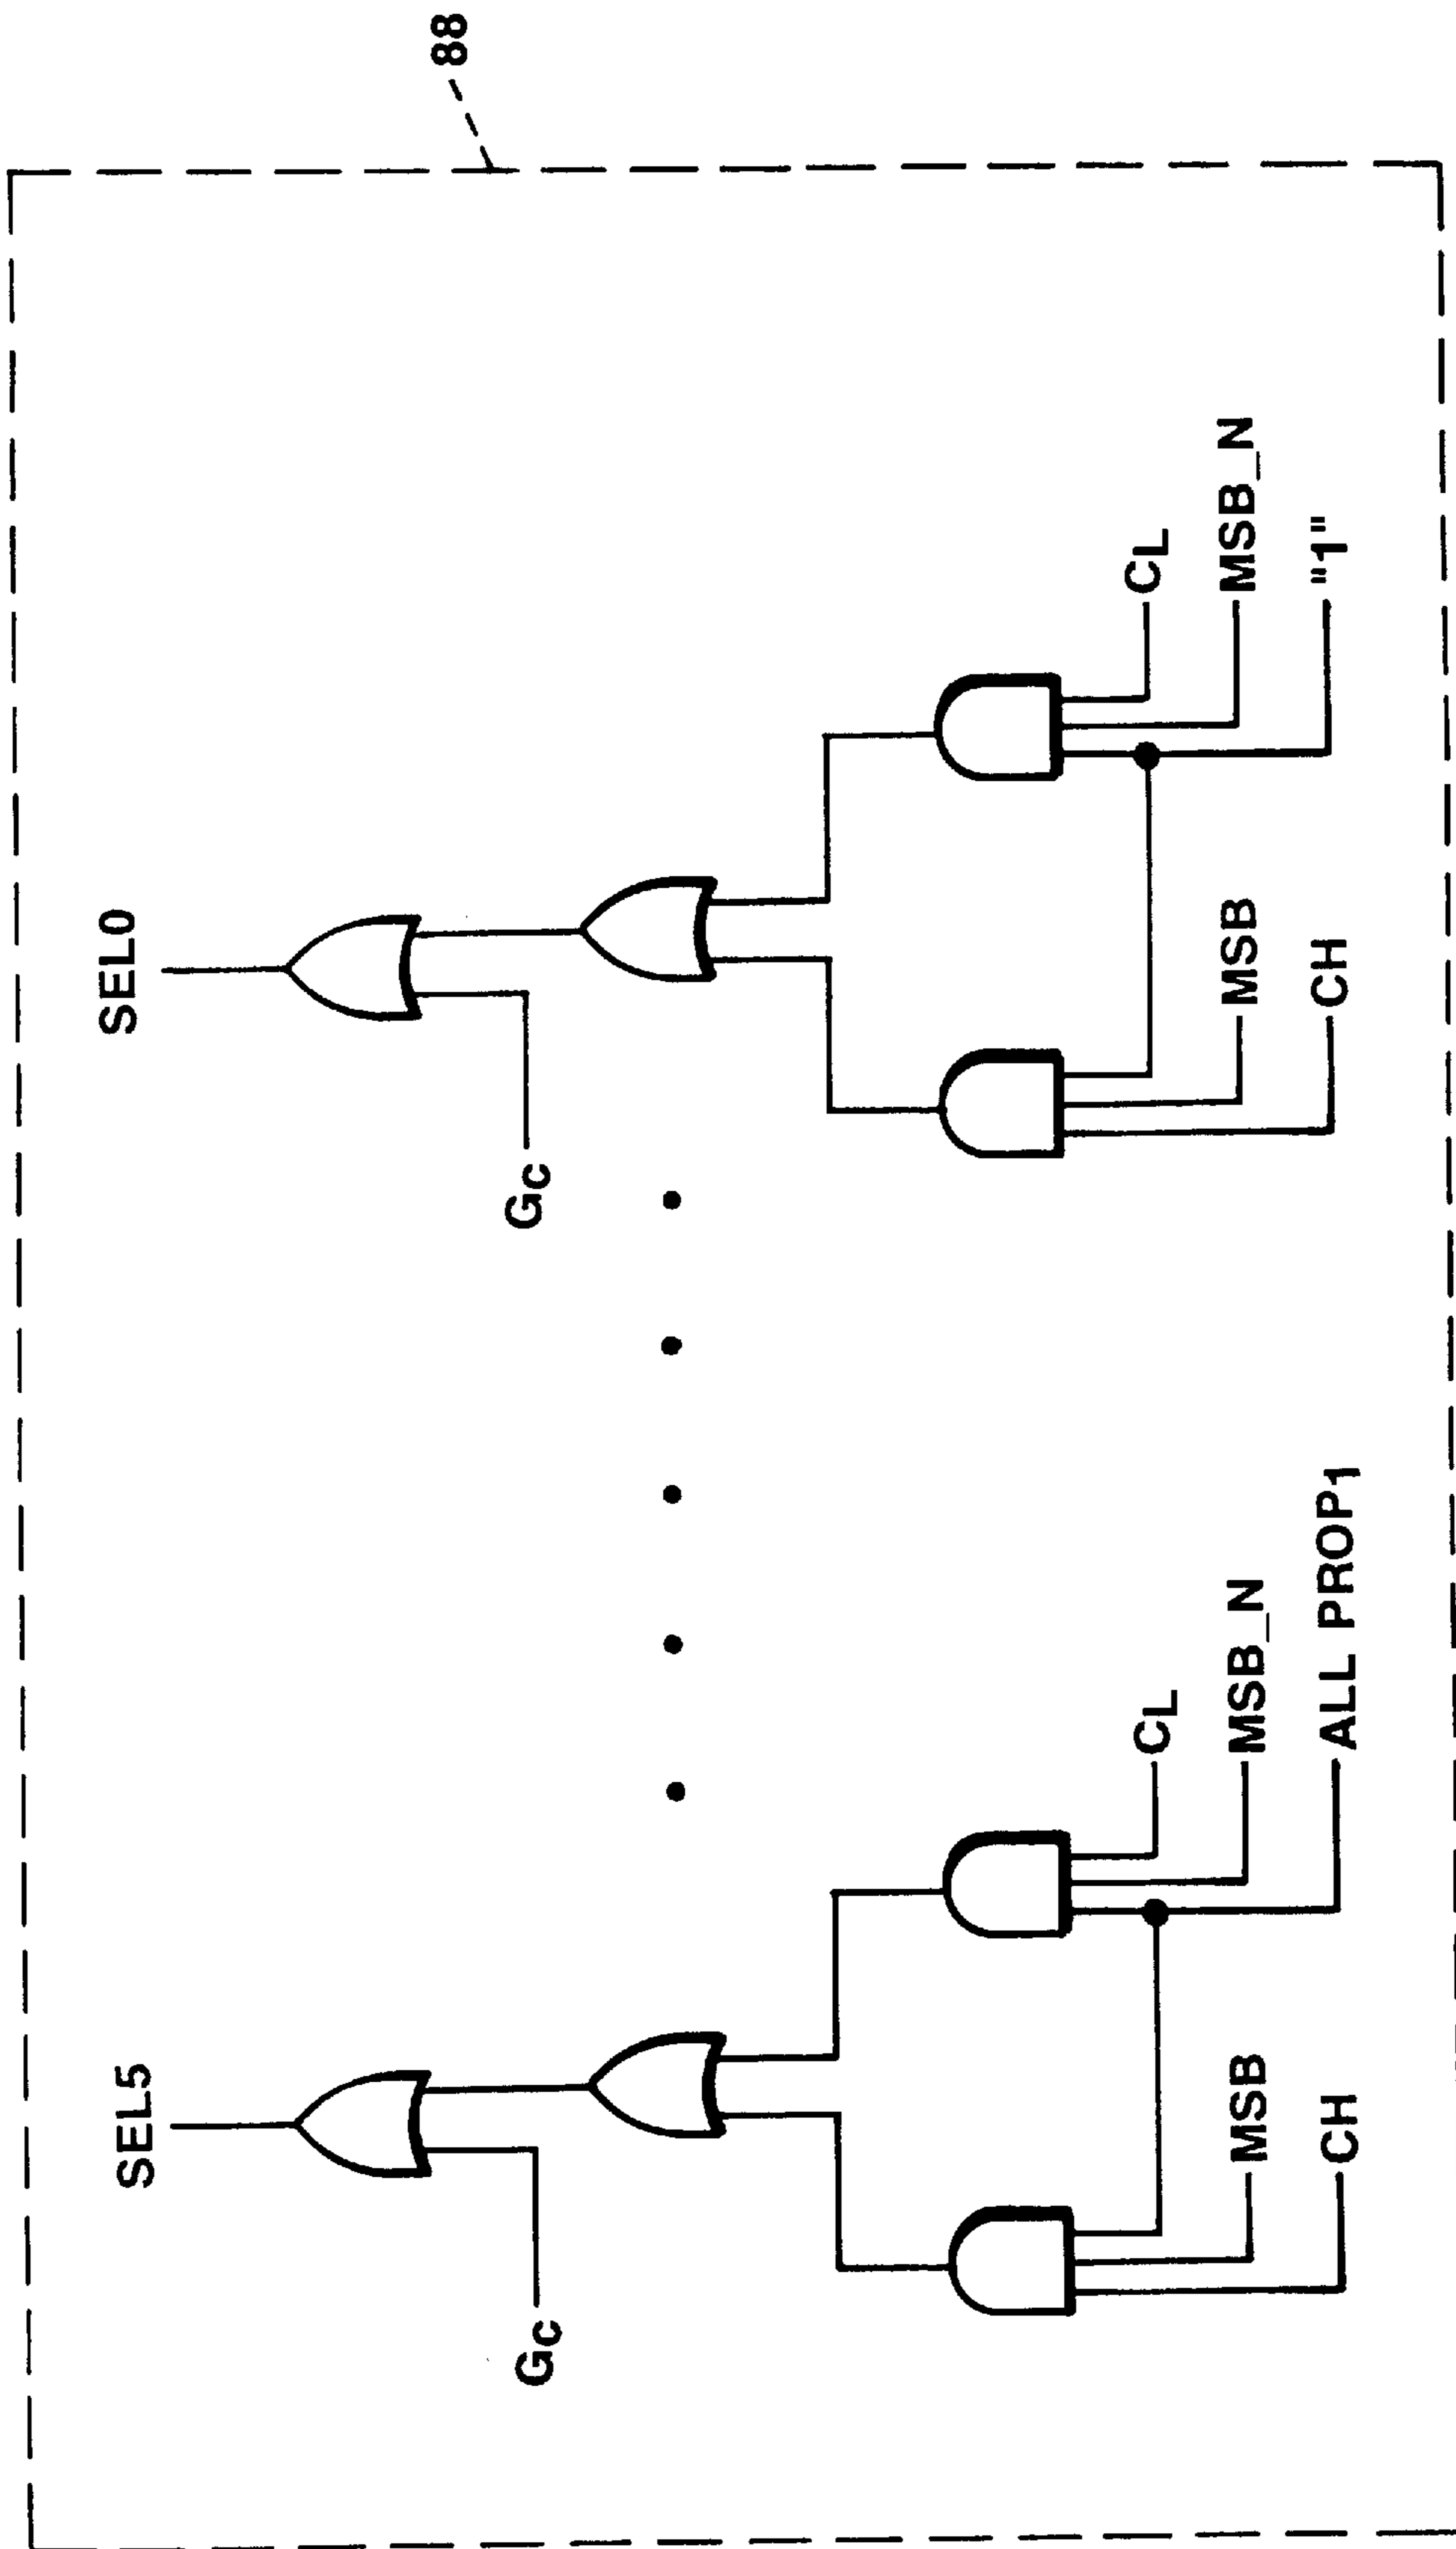 88
SEL5
SEL0
GC
GC
CL
CL
MSB
MSB_N
MSB
MSB_N
CH
ALL PROP1
CH
"1"